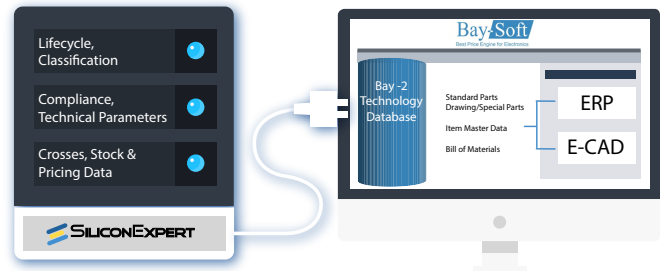 Lifecycle,
Classification
Compliance,
Technical Parameters
Crosses, Stock &
Pricing Data
SILICONEXPERT
Bay-Soft
Best Price Engine for Electronics
Bay -2
Technology
Database
Standard Parts
Drawing/Special Parts
Item Master Data
Bill of Materials
ERP
E-CAD